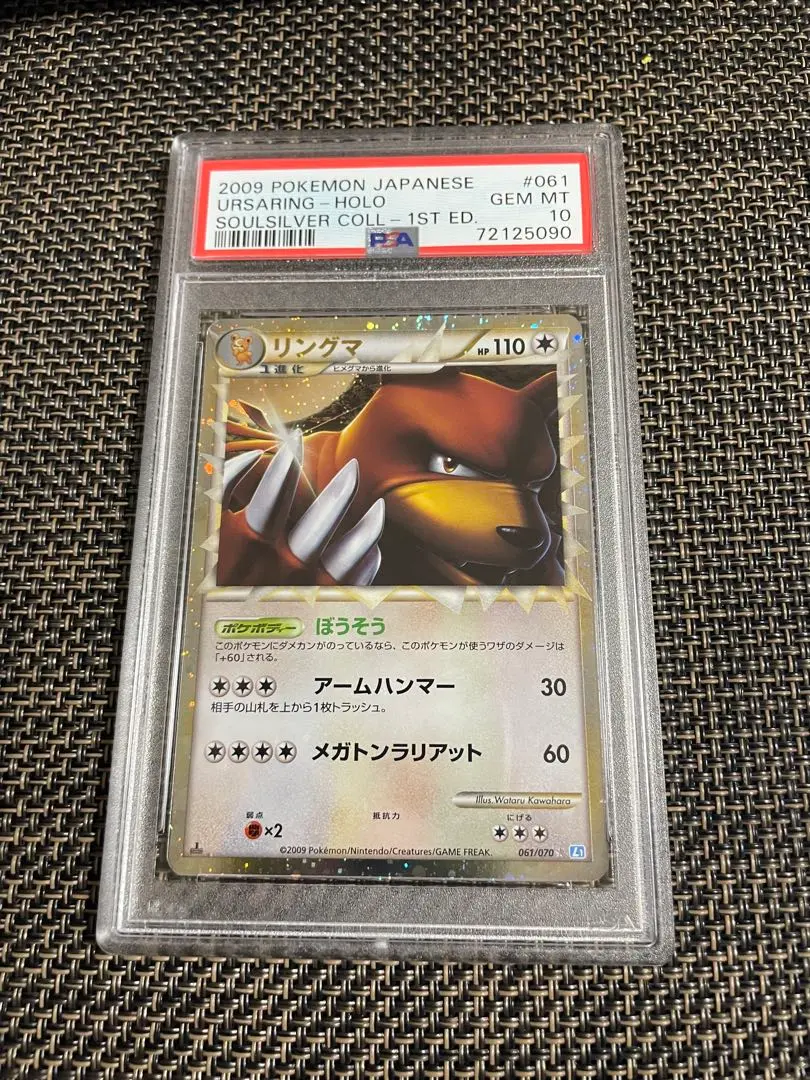 2009 POKEMON JAPANESE #061
URSARING - HOLO GEM MT
SOULSILVER COLL - 1ST ED. 10
PSA 72125090
リングマ HP 110
1進化 ヒメグマから進化
ポケボディー ぼうそう
このポケモンにダメカンがのっているなら、このポケモンが使うワザのダメージは
「+60」される。
アームハンマー 30
相手の山札を上から1枚トラッシュ。
メガトンラリアット 60
Illus. Wataru Kawahara
弱点 抵抗力 にげる
×2
©2009 Pokémon/Nintendo/Creatures/GAME FREAK. 061/070 L1